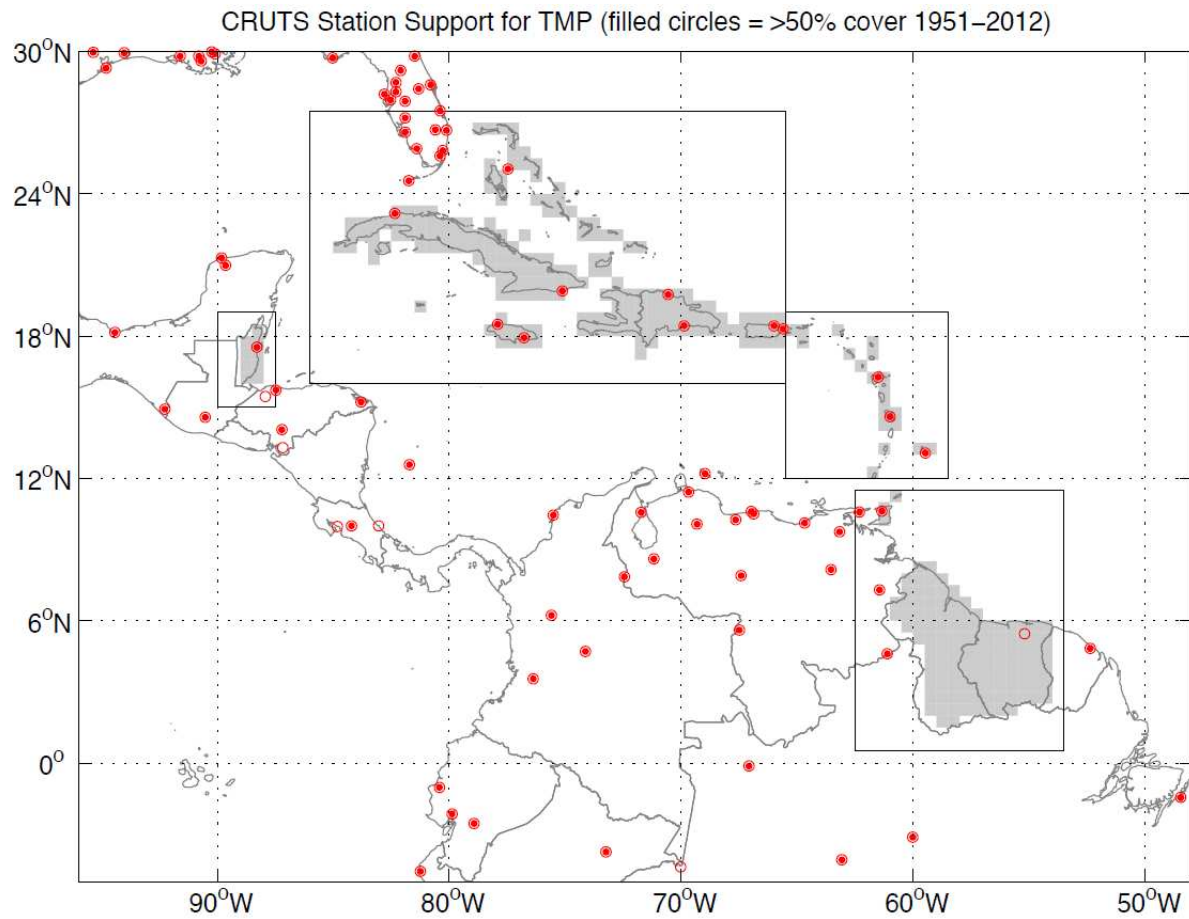 CRUTS Station Support for TMP (filled circles = >50% cover 1951−2012)
30°N
24°N
18°N
12°N
6°N
0°
90°W
80°W
70°W
60°W
50°W